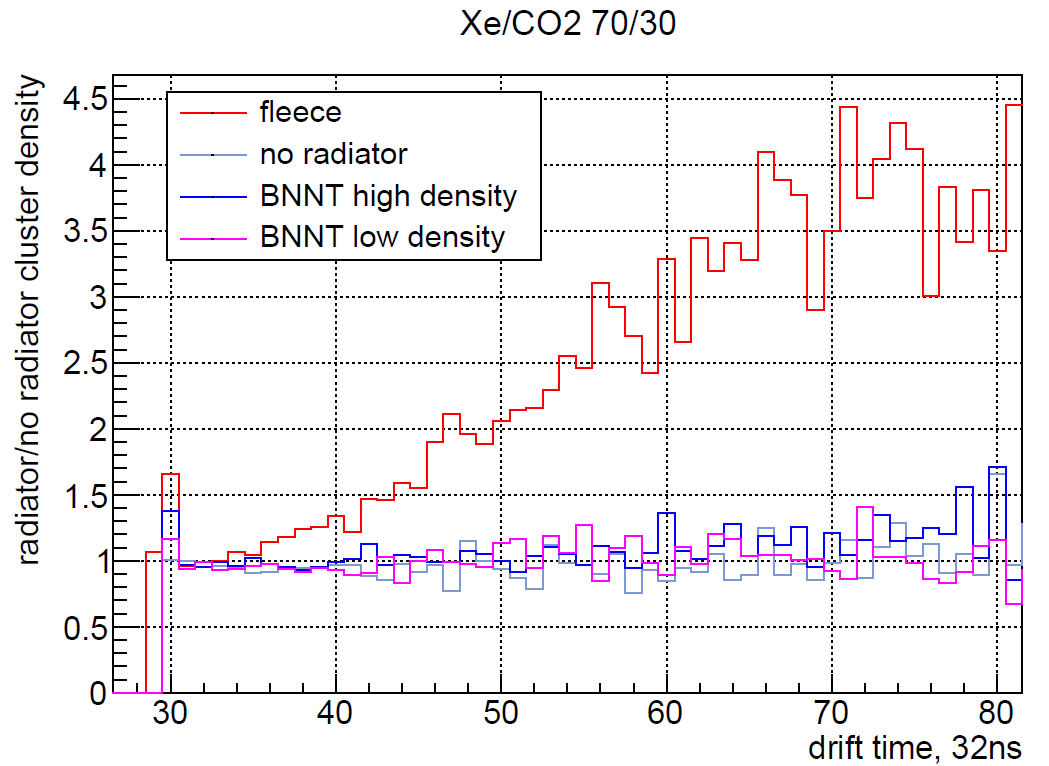 Xe/CO2 70/30
radiator/no radiator cluster density
4.5
4
3.5
3
2.5
2
1.5
1
0.5
0
fleece
no radiator
BNNT high density
BNNT low density
30 40 50 60 70 80
drift time, 32ns